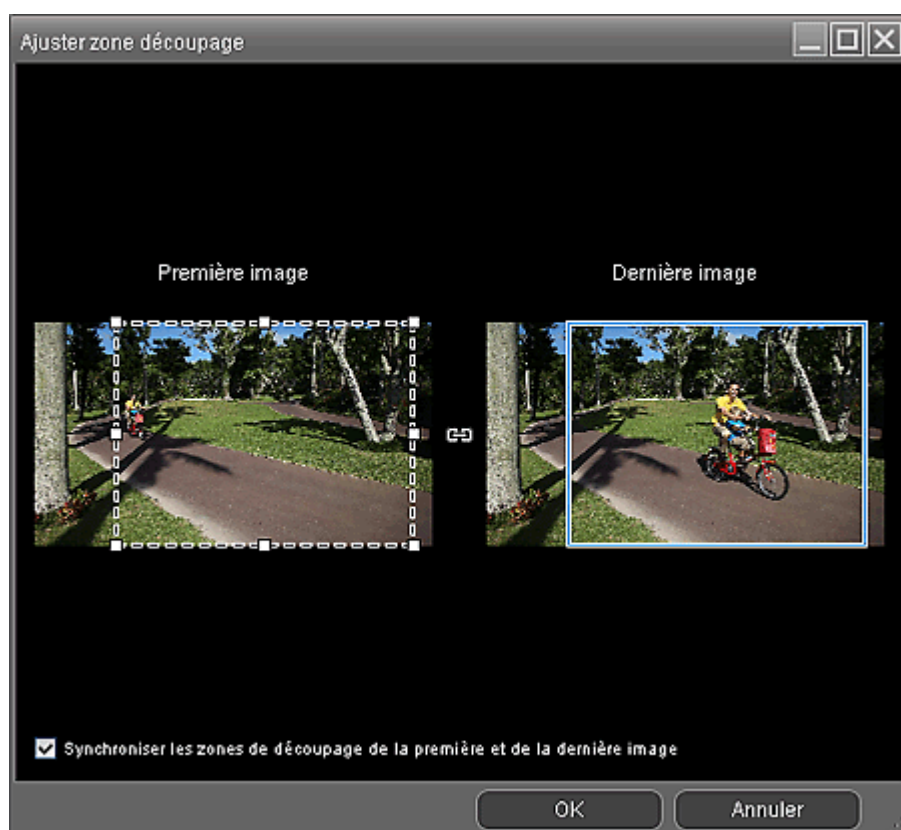 Ajuster zone découpage
Première image
Dernière image
Synchroniser les zones de découpage de la première et de la dernière image
OK
Annuler